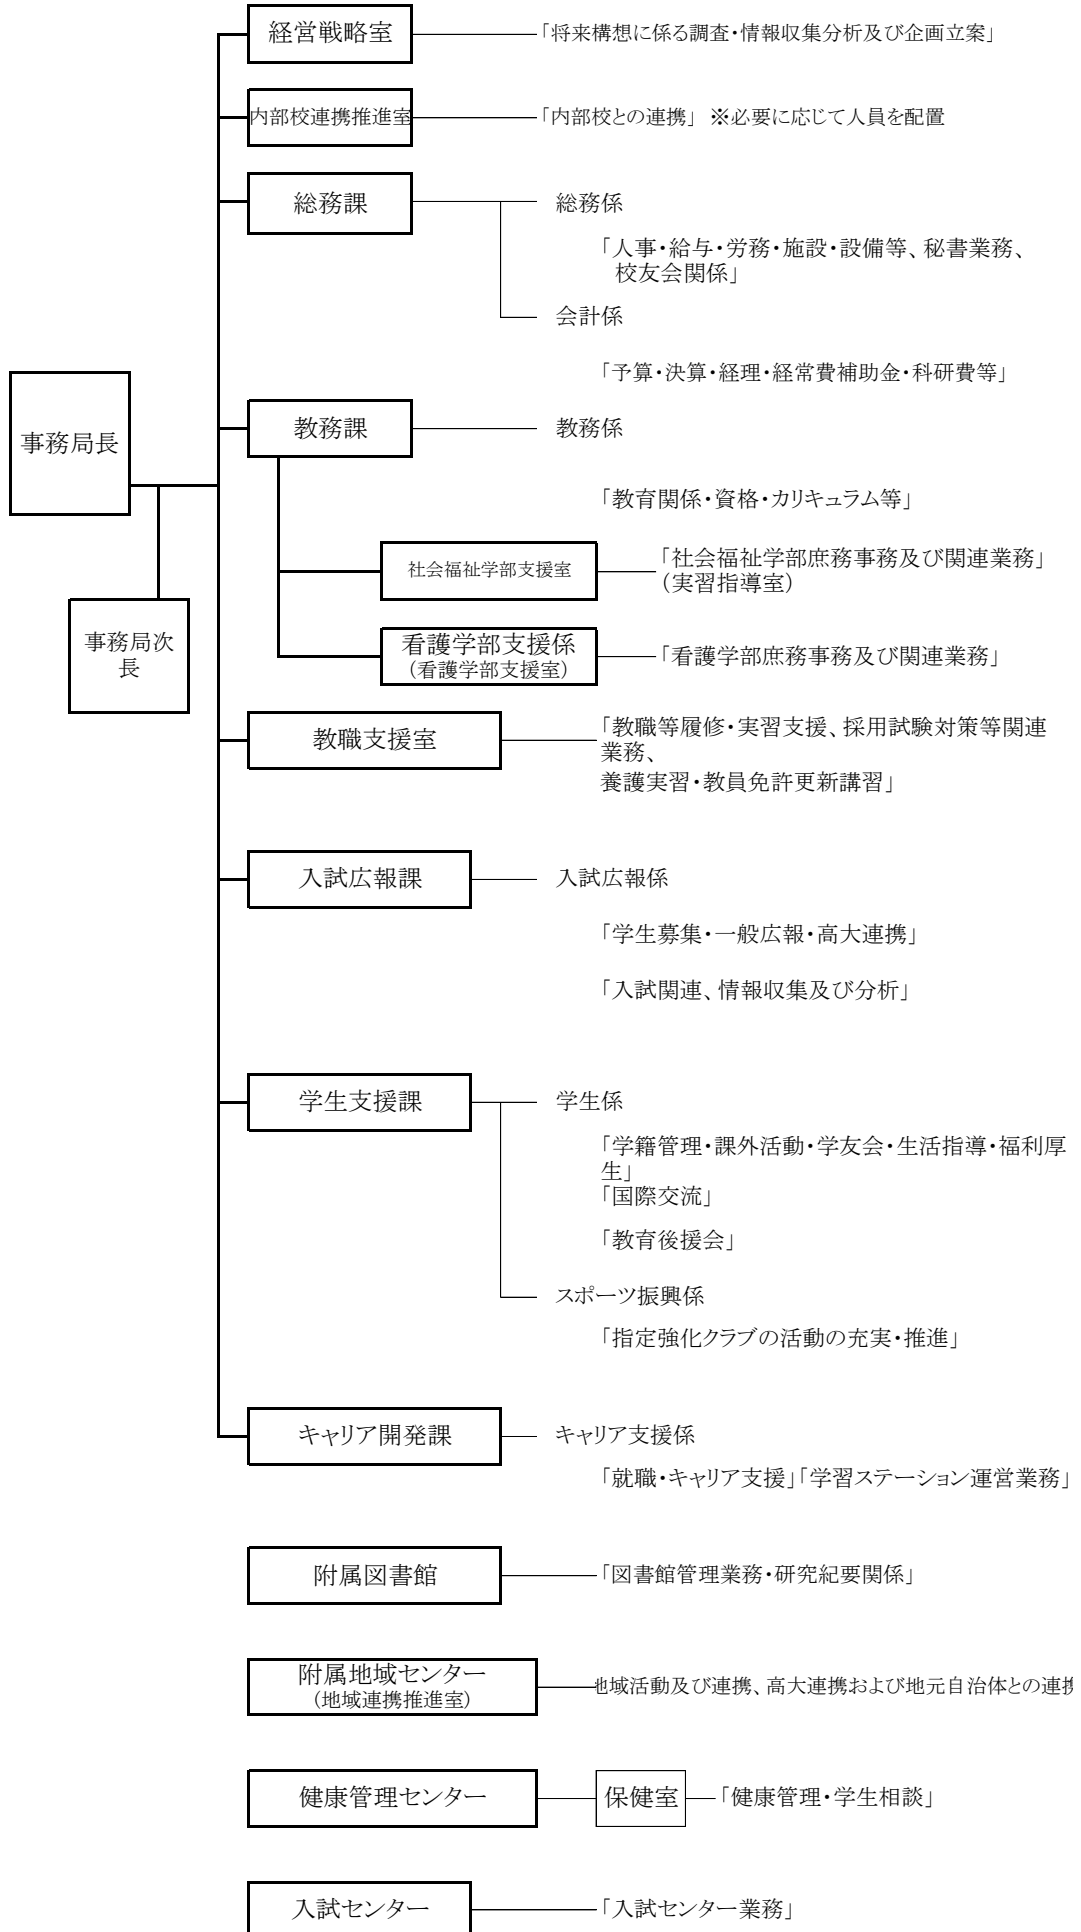 経営戦略室
「将来構想に係る調査・情報収集分析及び企画立案」
内部校連携推進室
「内部校との連携」 ※必要に応じて人員を配置
総務課
総務係
「人事・給与・労務・施設・設備等、秘書業務、
校友会関係」
会計係
「予算・決算・経理・経常費補助金・科研費等」
事務局長
教務課
教務係
「教育関係・資格・カリキュラム等」
社会福祉学部支援室
「社会福祉学部庶務事務及び関連業務」
(実習指導室)
事務局次
長
看護学部支援係
(看護学部支援室)
「看護学部庶務事務及び関連業務」
教職支援室
「教職等履修・実習支援、採用試験対策等関連
業務、
養護実習・教員免許更新講習」
入試広報課
入試広報係
「学生募集・一般広報・高大連携」
「入試関連、情報収集及び分析」
学生支援課
学生係
「学籍管理・課外活動・学友会・生活指導・福利厚
生」
「国際交流」
「教育後援会」
スポーツ振興係
「指定強化クラブの活動の充実・推進」
キャリア開発課
キャリア支援係
「就職・キャリア支援」「学習ステーション運営業務」
附属図書館
「図書館管理業務・研究紀要関係」
附属地域センター
(地域連携推進室)
地域活動及び連携、高大連携および地元自治体との連携
健康管理センター
保健室
「健康管理・学生相談」
入試センター
「入試センター業務」